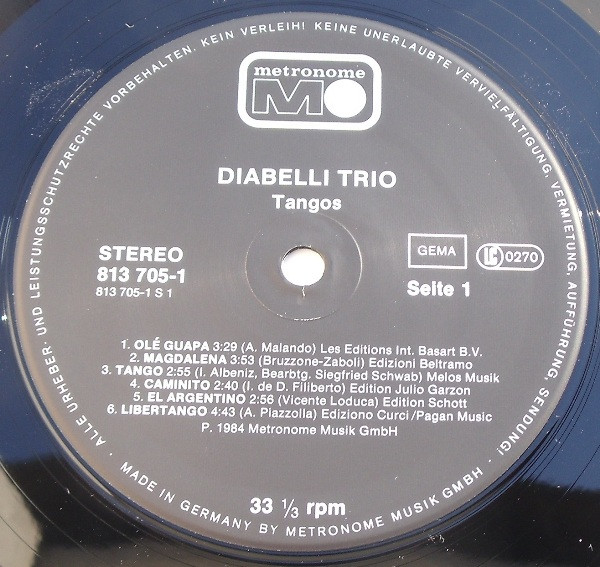 ALLE URHEBER- UND LEISTUNGSSCHUTZRECHTE VORBEHALTEN. KEIN VERLEIH! KEINE UNERLAUBTE VERVIELFÄLTIGUNG, VERMIETUNG, AUFFÜHRUNG, SENDUNG!
metronome
MO
DIABELLI TRIO
Tangos
STEREO
813 705-1
813 705-1 S 1
GEMA
LC 0270
Seite 1
1. OLÉ GUAPA 3:29 (A. Malando) Les Editions Int. Basart B.V.
2. MAGDALENA 3:53 (Bruzzone-Zaboli) Edizioni Beltramo
3. TANGO 2:55 (I. Albeniz, Bearbtg. Siegfried Schwab) Melos Musik
4. CAMINITO 2:40 (I. de D. Filiberto) Edition Julio Garzon
5. EL ARGENTINO 2:56 (Vicente Loduca) Edition Schott
6. LIBERTANGO 4:43 (A. Piazzolla) Ediziono Curci/Pagan Music
P. 1984 Metronome Musik GmbH
33 ⅓ rpm
MADE IN GERMANY BY METRONOME MUSIK GMBH